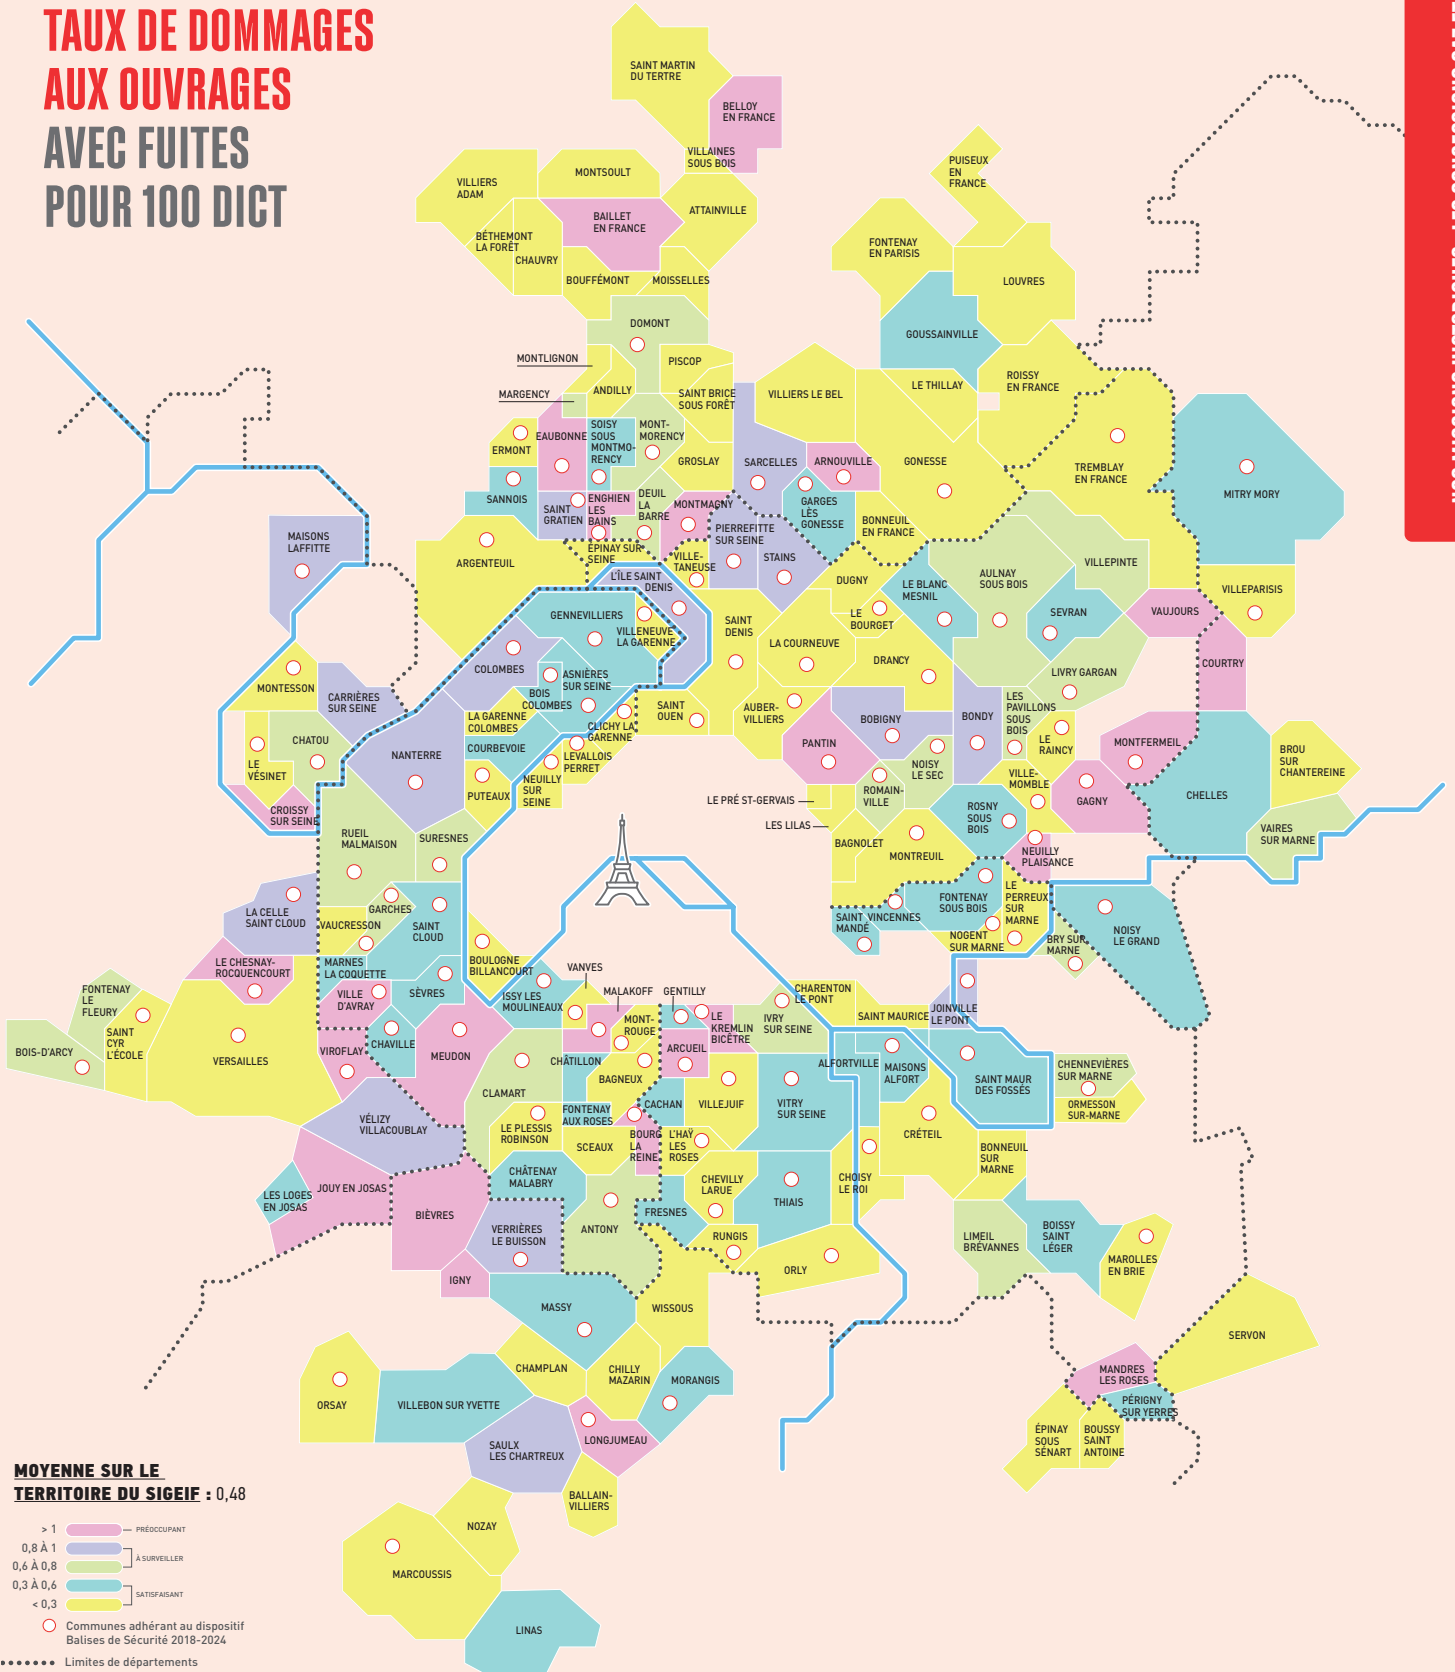 TAUX DE DOMMAGES
AUX OUVRAGES
AVEC FUITES
POUR 100 DICT
SAINT MARTIN
DU TERTRE
BELLOY
EN FRANCE
VILLAINES
SOUS BOIS
MONTSOULT
VILLIERS
ADAM
BAILLET
EN FRANCE
ATTAINVILLE
BÉTHEMONT
LA FORÊT
CHAUVRY
BOUFFÉMONT
MOISSELLES
PUISEUX
EN
FRANCE
FONTENAY
EN PARISIS
LOUVRES
GOUSSAINVILLE
DOMONT
MONTLIGNON
PISCOP
MARGENCY
ANDILLY
SAINT BRICE
SOUS FORÊT
VILLIERS LE BEL
LE THILLAY
ROISSY
EN FRANCE
ERMONT
EAUBONNE
SOISY
SOUS
MONTMO-
RENCY
MONT-
MORENCY
GROSLAY
SARCELLES
ARNOUVILLE
GONESSE
TREMBLAY
EN FRANCE
MITRY MORY
SANNOIS
SAINT
GRATIEN
ENGHIEN
LES
BAINS
DEUIL
LA
BARRE
MONTMAGNY
GARGES
LÈS
GONESSE
BONNEUIL
EN FRANCE
PIERREFITTE
SUR SEINE
STAINS
MAISONS
LAFFITTE
ARGENTEUIL
ÉPINAY SUR
SEINE
VILLE-
TANEUSE
L'ÎLE SAINT
DENIS
DUGNY
LE BLANC
MESNIL
AULNAY
SOUS BOIS
VILLEPINTE
VILLEPARISIS
LE
BOURGET
SEVRAN
VAUJOURS
GENNEVILLIERS
VILLENEUVE
LA GARENNE
SAINT
DENIS
LA COURNEUVE
DRANCY
LIVRY GARGAN
COURTRY
COLOMBES
MONTESSON
CARRIÈRES
SUR SEINE
BOIS
COLOMBES
ASNIÈRES
SUR SEINE
LA GARENNE
COLOMBES
CLICHY LA
GARENNE
SAINT
OUEN
AUBER-
VILLIERS
BOBIGNY
BONDY
LES
PAVILLONS
SOUS
BOIS
LE
RAINCY
MONTFERMEIL
BROU
SUR
CHANTEREINE
CHATOU
LE
VÉSINET
NANTERRE
COURBEVOIE
LEVALLOIS
PERRET
PUTEAUX
NEUILLY
SUR
SEINE
PANTIN
NOISY
LE SEC
ROMAIN-
VILLE
VILLE-
MOMBLE
GAGNY
CHELLES
CROISSY
SUR SEINE
LE PRÉ ST-GERVAIS
LES LILAS
ROSNY
SOUS
BOIS
VAIRES
SUR MARNE
RUEIL
MALMAISON
SURESNES
BAGNOLET
MONTREUIL
NEUILLY
PLAISANCE
GARCHES
LA CELLE
SAINT CLOUD
VAUCRESSON
SAINT
CLOUD
SAINT
MANDÉ
VINCENNES
FONTENAY
SOUS BOIS
LE
PERREUX
SUR
MARNE
NOGENT
SUR MARNE
BRY SUR
MARNE
NOISY
LE GRAND
LE CHESNAY-
ROCQUENCOURT
MARNES
LA COQUETTE
BOULOGNE
BILLANCOURT
VANVES
MALAKOFF
GENTILLY
CHARENTON
LE PONT
FONTENAY
LE
FLEURY
VILLE
D'AVRAY
SÈVRES
ISSY LES
MOULINEAUX
MONT-
ROUGE
LE
KREMLIN
BICÊTRE
IVRY
SUR SEINE
SAINT MAURICE
JOINVILLE
LE PONT
SAINT
CYR
L'ÉCOLE
BOIS-D'ARCY
VERSAILLES
VIROFLAY
CHAVILLE
MEUDON
CHÂTILLON
ARCUEIL
ALFORTVILLE
MAISONS
ALFORT
SAINT MAUR
DES FOSSÉS
CHENNEVIÈRES
SUR MARNE
ORMESSON
SUR-MARNE
CLAMART
BAGNEUX
CACHAN
VILLEJUIF
VITRY
SUR SEINE
VÉLIZY
VILLACOUBLAY
LE PLESSIS
ROBINSON
FONTENAY
AUX ROSES
SCEAUX
BOURG
LA
REINE
L'HAŸ
LES
ROSES
CRÉTEIL
BONNEUIL
SUR
MARNE
LES LOGES
EN JOSAS
JOUY EN JOSAS
CHÂTENAY
MALABRY
CHEVILLY
LARUE
THIAIS
CHOISY
LE ROI
BIÈVRES
VERRIÈRES
LE BUISSON
ANTONY
FRESNES
RUNGIS
ORLY
LIMEIL
BRÉVANNES
BOISSY
SAINT
LÉGER
MAROLLES
EN BRIE
IGNY
MASSY
WISSOUS
SERVON
CHAMPLAN
CHILLY
MAZARIN
MORANGIS
MANDRES
LES ROSES
PÉRIGNY
SUR YERRES
ORSAY
VILLEBON SUR YVETTE
SAULX
LES CHARTREUX
LONGJUMEAU
ÉPINAY
SOUS
SÉNART
BOUSSY
SAINT
ANTOINE
BALLAIN-
VILLIERS
NOZAY
MARCOUSSIS
LINAS
MOYENNE SUR LE
TERRITOIRE DU SIGEIF : 0,48
> 1 PRÉOCCUPANT
0,8 À 1
À SURVEILLER
0,6 À 0,8
0,3 À 0,6
SATISFAISANT
< 0,3
Communes adhérant au dispositif
Balises de Sécurité 2018-2024
Limites de départements